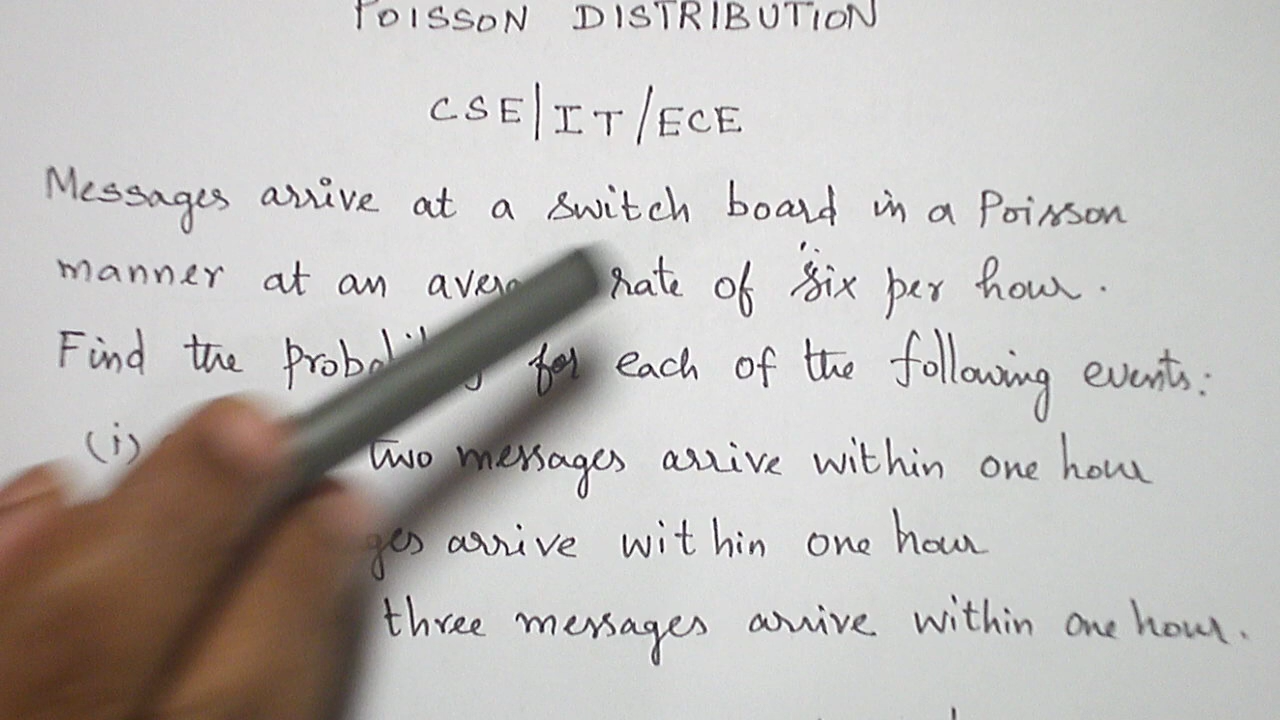 POISSON DISTRIBUTION
CSE|IT/ECE
Messages arrive at a switch board in a Poisson
manner at an rate of six per hour.
Find the for each of the following events:
(i) two messages arrive within one hour
arrive within one hour
three messages arrive within one hour.